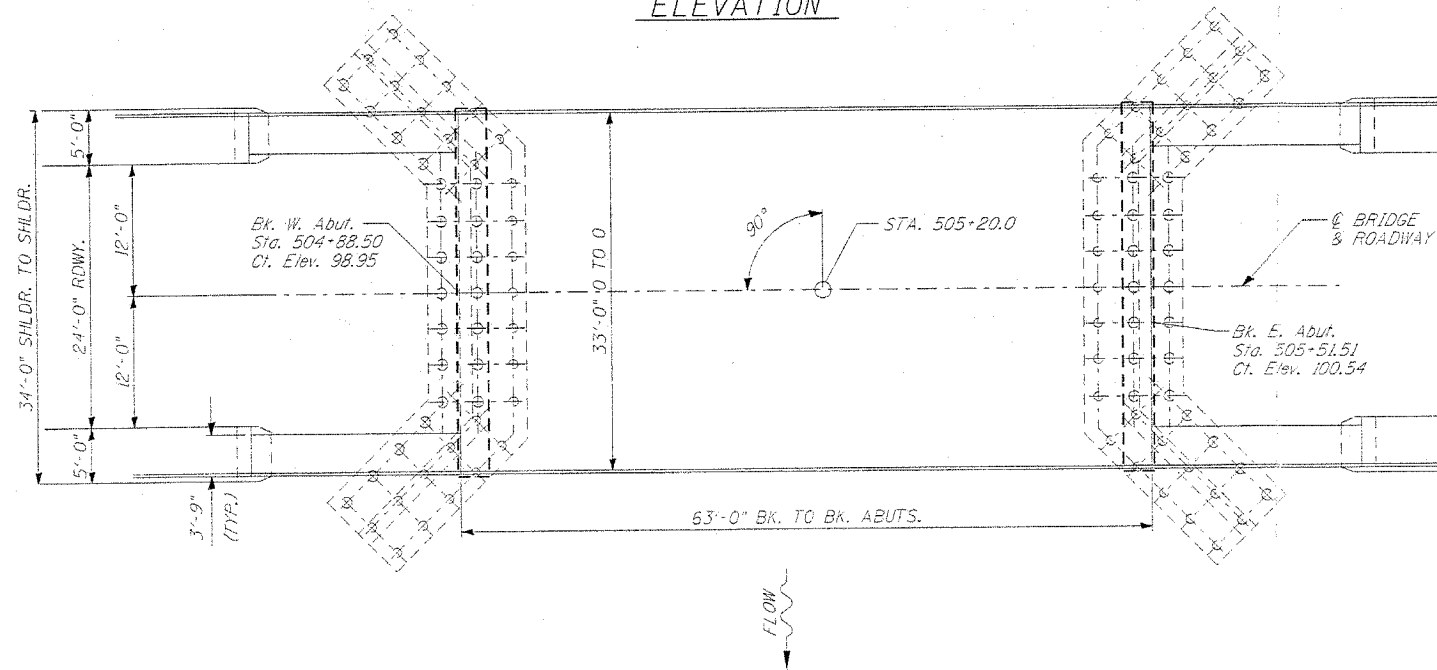 ELEVATION
34'-0" SHLDR. TO SHLDR.
5'-0"
24'-0" RDWY.
5'-0"
12'-0"
12'-0"
3'-9"
(TYP.)
Bk. W. Abut.
Sta. 504+88.50
Ct. Elev. 98.95
33'-0" O TO O
90°
STA. 505+20.0
℄ BRIDGE
& ROADWAY
Bk. E. Abut.
Sta. 505+51.51
Ct. Elev. 100.54
63'-0" BK. TO BK. ABUTS.
FLOW